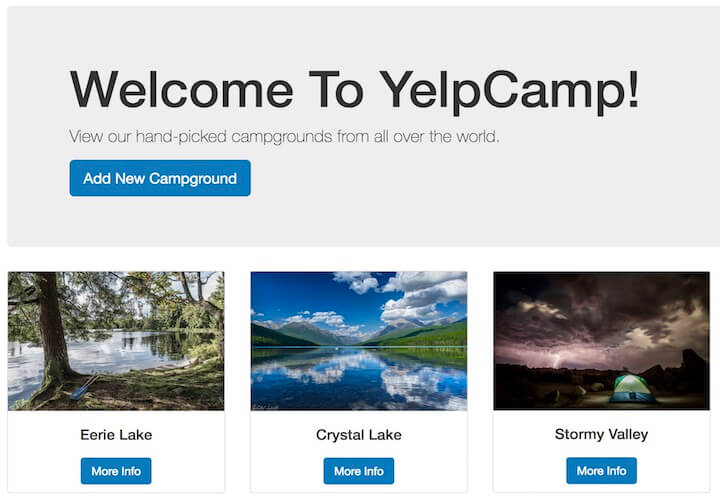 Welcome To YelpCamp!
View our hand-picked campgrounds from all over the world.
Add New Campground
Eerie Lake
Crystal Lake
Stormy Valley
More Info
More Info
More Info